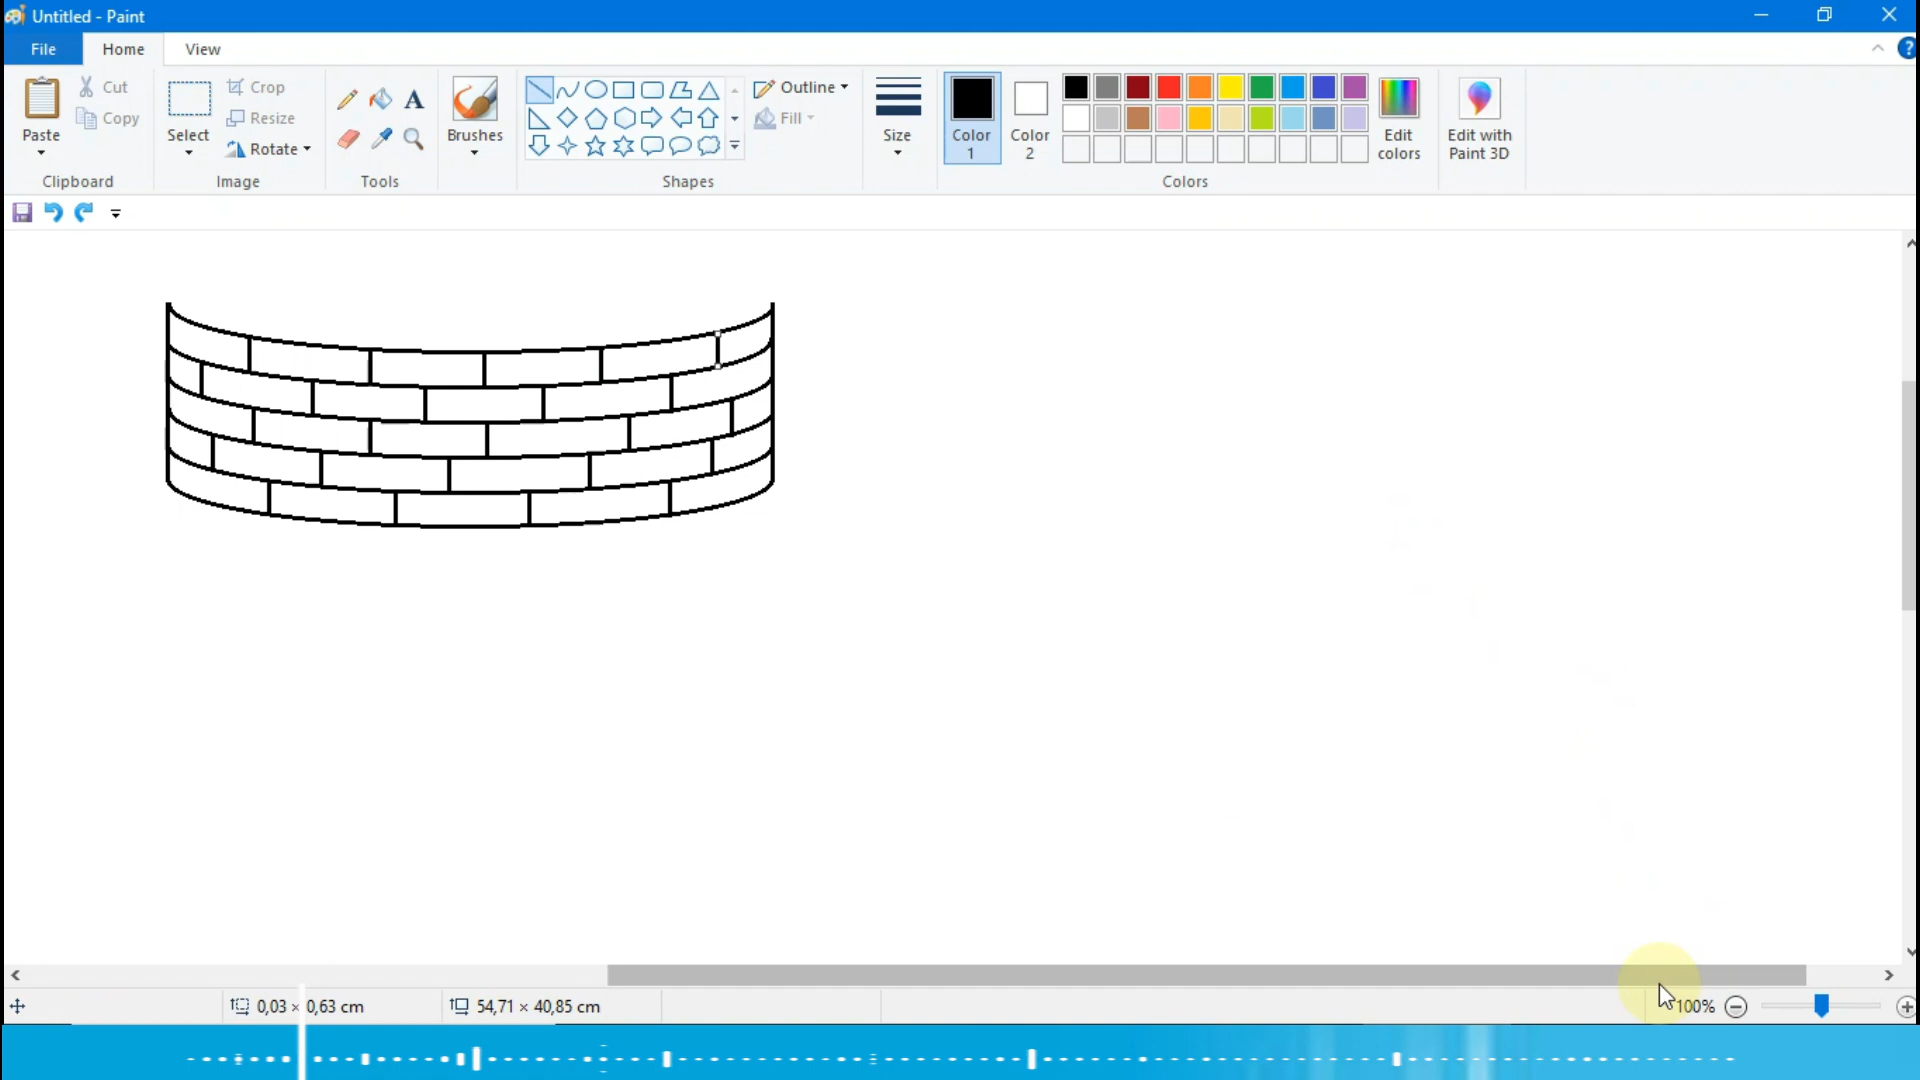 Untitled - Paint
File
Home
View
Paste
Cut
Copy
Clipboard
Select
Crop
Resize
Rotate
Image
A
Tools
Brushes
Outline
Fill
Shapes
Size
Color
1
Color
2
Edit
colors
Colors
Edit with
Paint 3D
?
0,03 × 0,63 cm
54,71 × 40,85 cm
100%